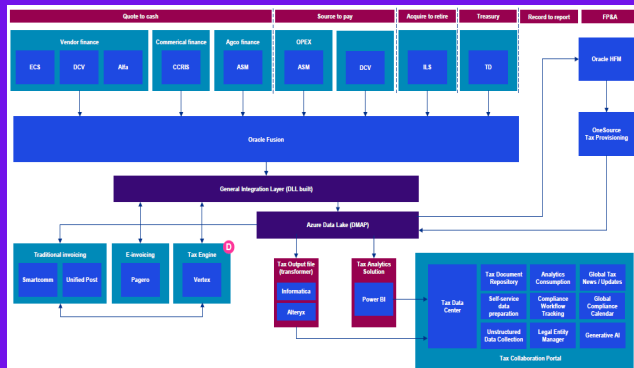 Quote to cash
Source to pay
Acquire to retire
Treasury
Record to report
FP&A
Vendor finance
Commerical finance
Agco finance
OPEX
ECS
DCV
Alfa
CCRIS
ASM
ASM
DCV
ILS
TD
Oracle HFM
Oracle Fusion
OneSource
Tax Provisioning
General Integration Layer (DLL built)
Azure Data Lake (DMAP)
Traditional invoicing
E-invoicing
Tax Engine
D
Smartcomm
Unified Post
Pagero
Vertex
Tax Output file
(transformer)
Informatica
Alteryx
Tax Analytics
Solution
Power BI
Tax Data
Center
Tax Document
Repository
Analytics
Consumption
Global Tax
News / Updates
Self-service
data
preparation
Compliance
Workflow
Tracking
Global
Compliance
Calendar
Unstructured
Data Collection
Legal Entity
Manager
Generative AI
Tax Collaboration Portal